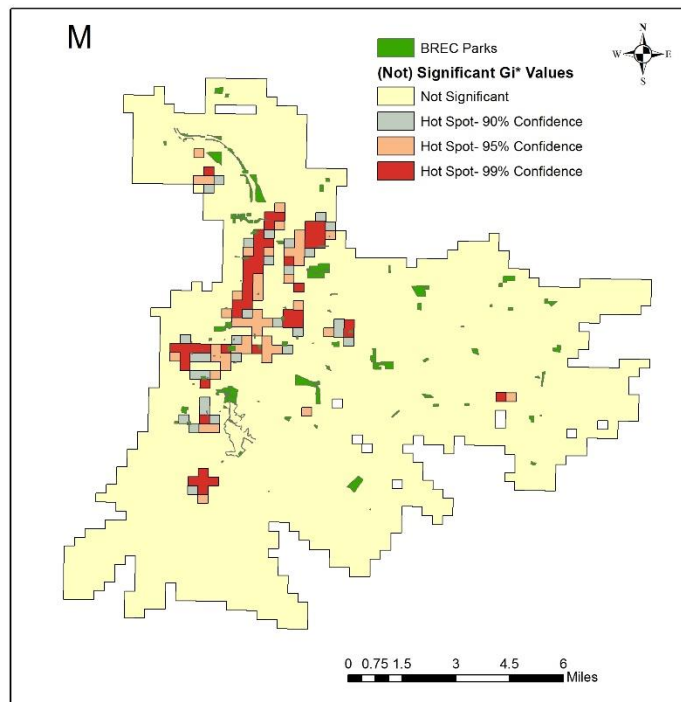 M
N
W E
S
BREC Parks
(Not) Significant Gi* Values
Not Significant
Hot Spot- 90% Confidence
Hot Spot- 95% Confidence
Hot Spot- 99% Confidence
0 0.75 1.5 3 4.5 6
Miles